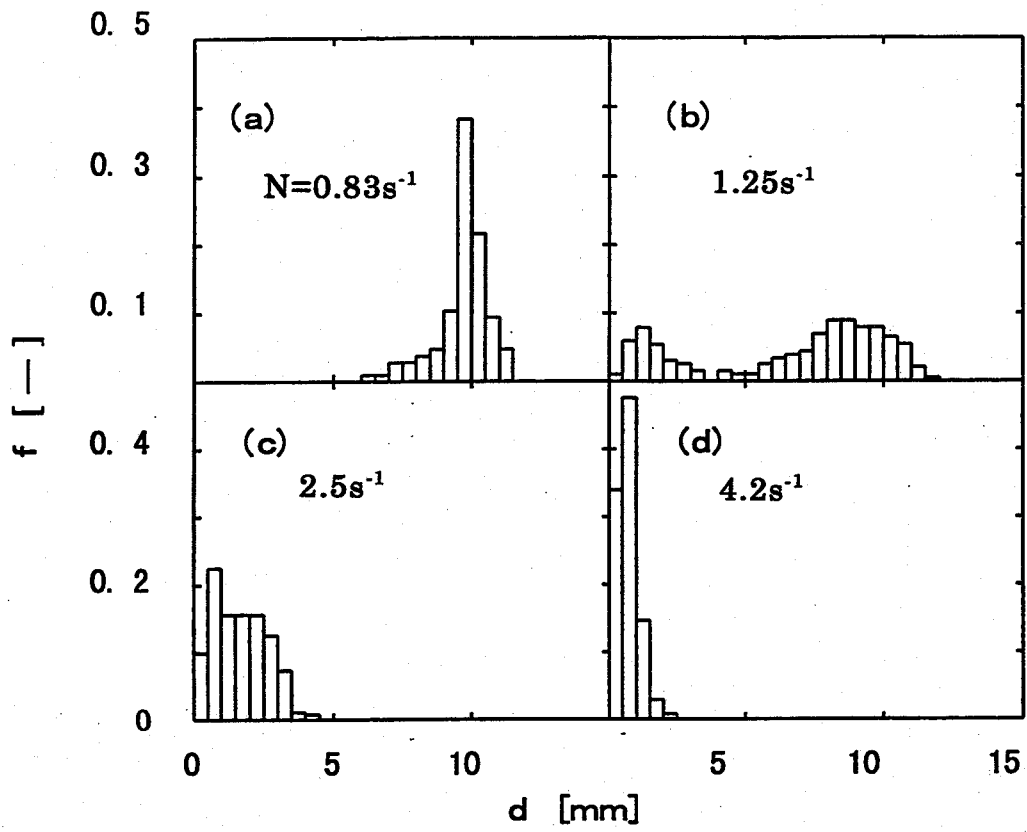 0. 5
(a)
(b)
0. 3
N=0.83s⁻¹
1.25s⁻¹
0. 1
f [—]
0. 4
(c)
(d)
2.5s⁻¹
4.2s⁻¹
0. 2
0
0 5 10 5 10 15
d [mm]